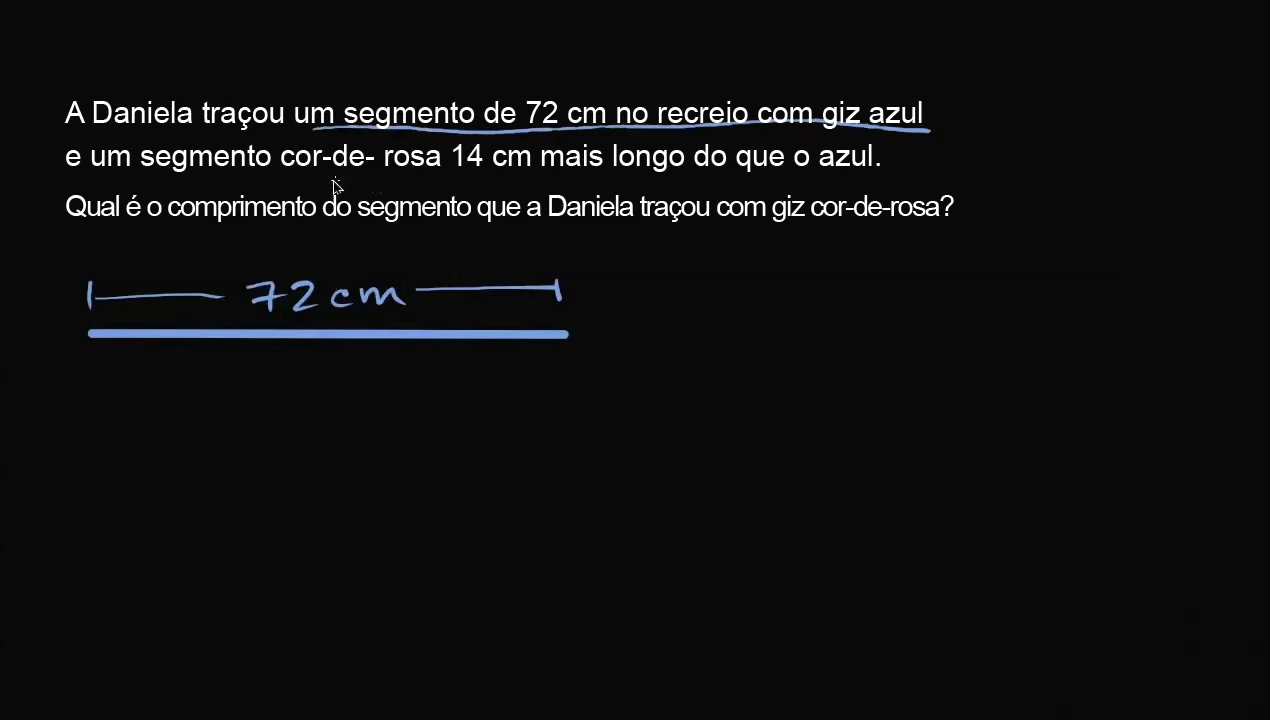 A Daniela traçou um segmento de 72 cm no recreio com giz azul
e um segmento cor-de- rosa 14 cm mais longo do que o azul.
Qual é o comprimento do segmento que a Daniela traçou com giz cor-de-rosa?
72 cm